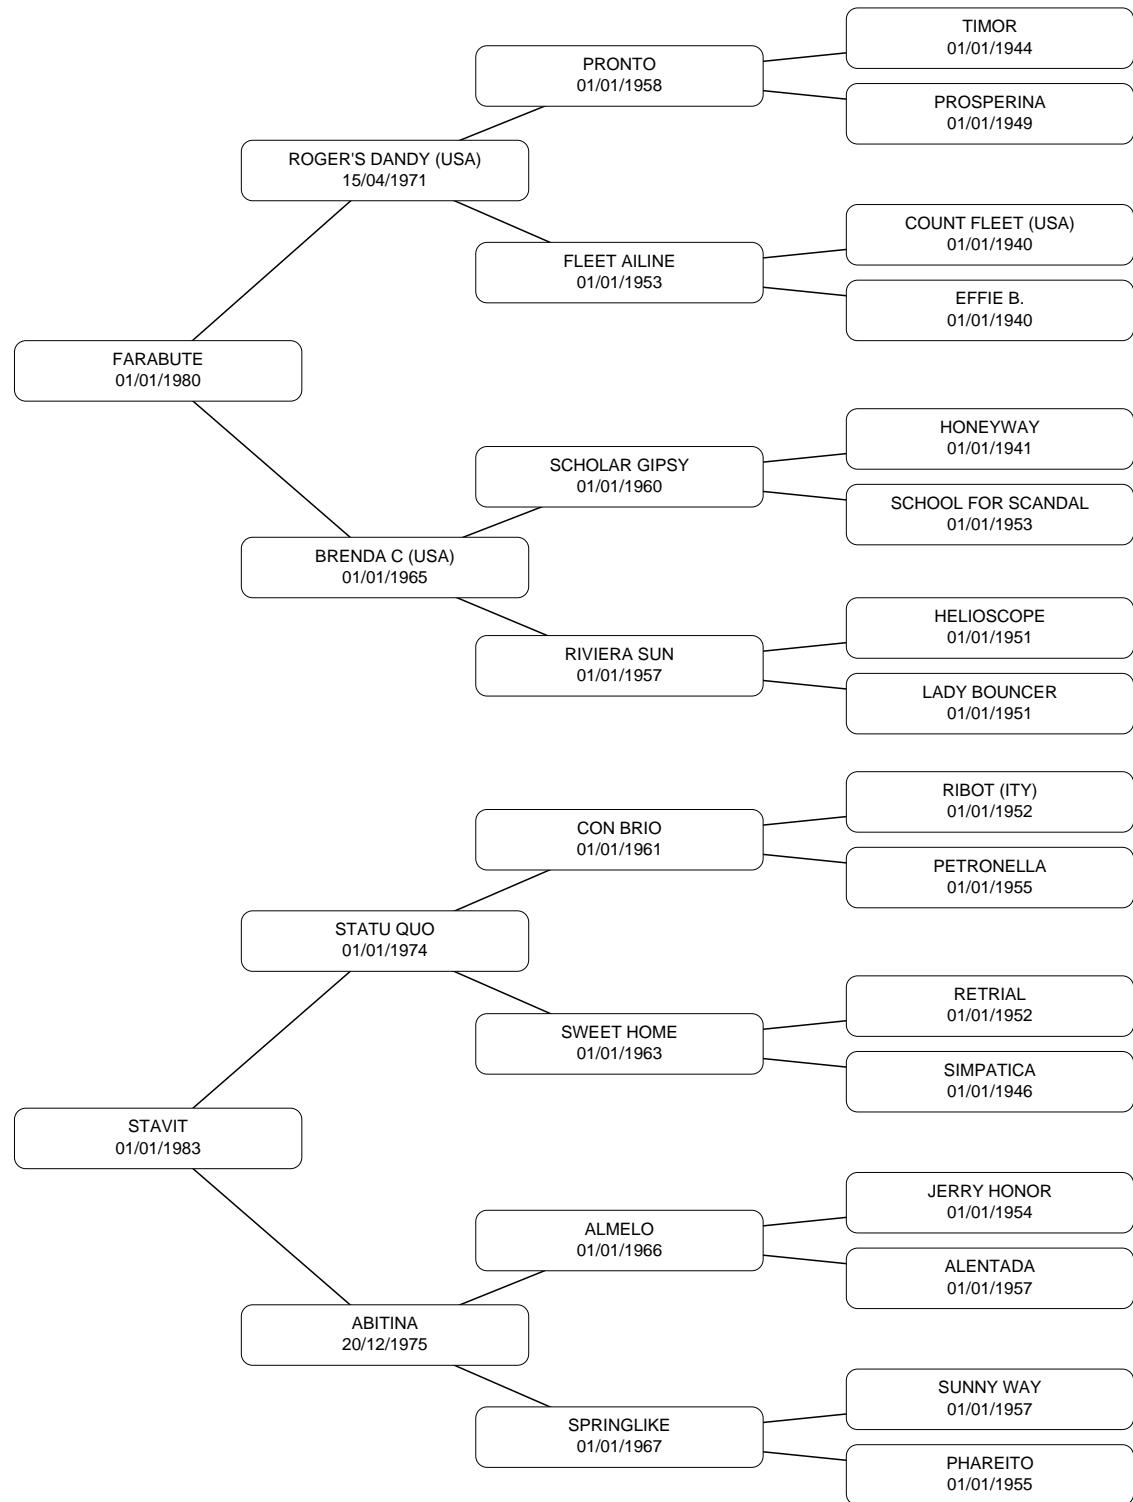 TIMOR
01/01/1944
PRONTO
01/01/1958
PROSPERINA
01/01/1949
ROGER'S DANDY (USA)
15/04/1971
COUNT FLEET (USA)
01/01/1940
FLEET AILINE
01/01/1953
EFFIE B.
01/01/1940
FARABUTE
01/01/1980
HONEYWAY
01/01/1941
SCHOLAR GIPSY
01/01/1960
SCHOOL FOR SCANDAL
01/01/1953
BRENDA C (USA)
01/01/1965
HELIOSCOPE
01/01/1951
RIVIERA SUN
01/01/1957
LADY BOUNCER
01/01/1951
RIBOT (ITY)
01/01/1952
CON BRIO
01/01/1961
PETRONELLA
01/01/1955
STATU QUO
01/01/1974
RETRIAL
01/01/1952
SWEET HOME
01/01/1963
SIMPATICA
01/01/1946
STAVIT
01/01/1983
JERRY HONOR
01/01/1954
ALMELO
01/01/1966
ALENTADA
01/01/1957
ABITINA
20/12/1975
SUNNY WAY
01/01/1957
SPRINGLIKE
01/01/1967
PHAREITO
01/01/1955